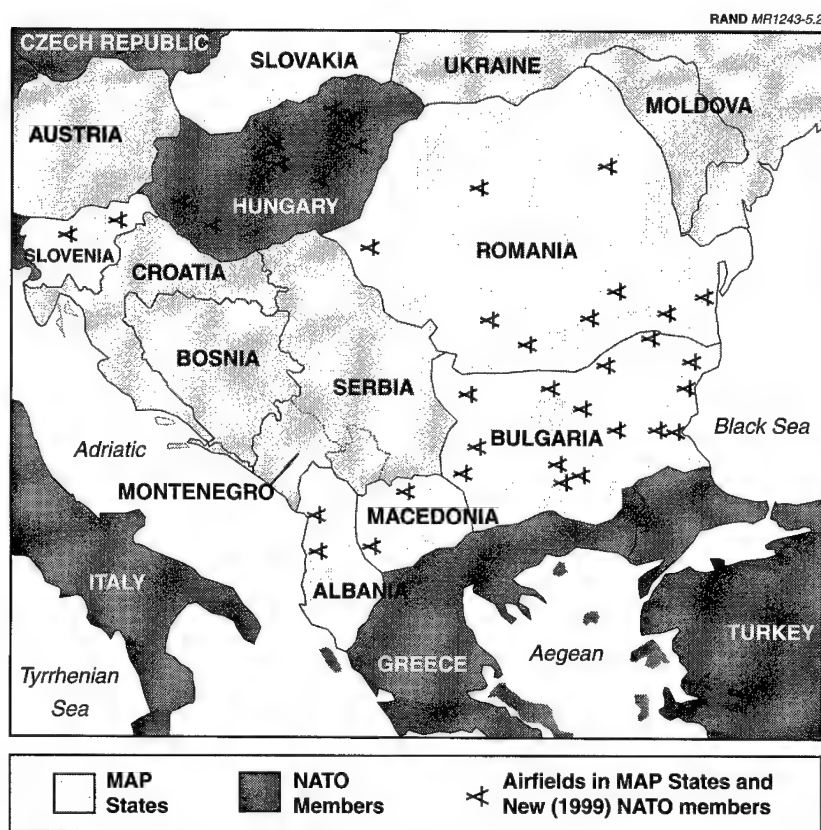 RAND MR1243-5.2
CZECH REPUBLIC
SLOVAKIA
UKRAINE
MOLDOVA
AUSTRIA
HUNGARY
SLOVENIA
CROATIA
ROMANIA
BOSNIA
SERBIA
BULGARIA
Black Sea
Adriatic
MONTENEGRO
MACEDONIA
ITALY
ALBANIA
TURKEY
GREECE
Aegean
Tyrrhenian
Sea
MAP
States
NATO
Members
Airfields in MAP States and
New (1999) NATO members